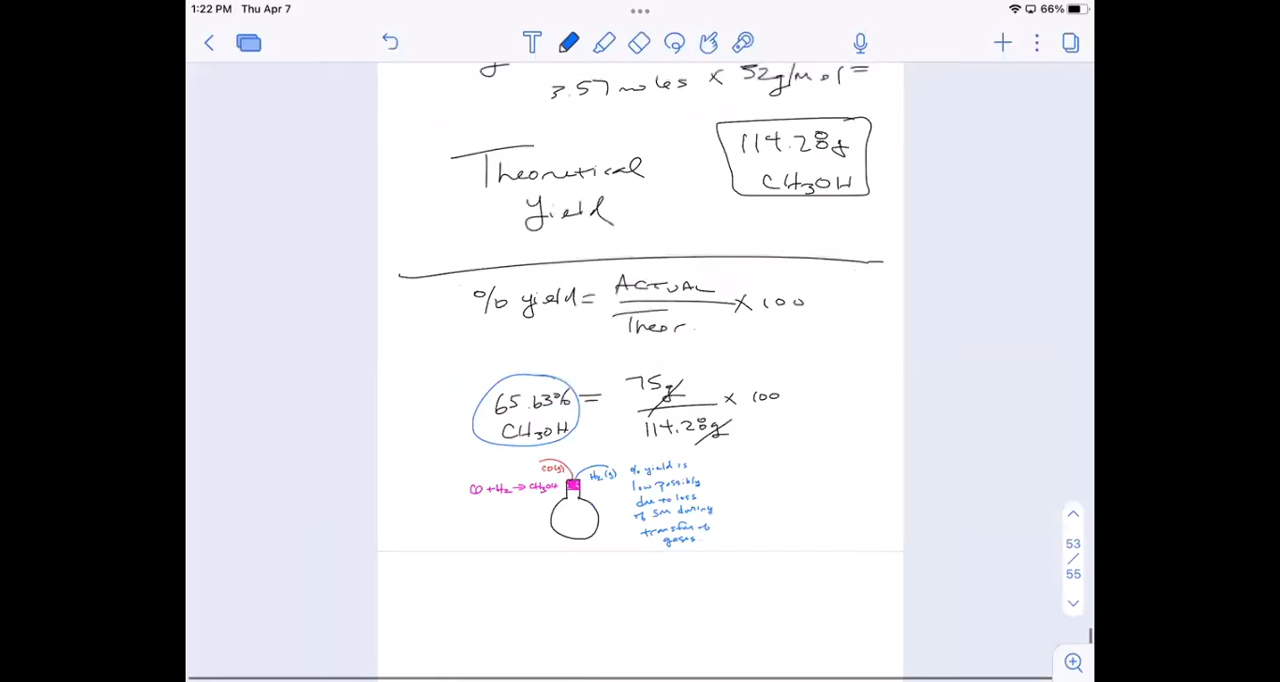 1:22 PM Thu Apr 7
66%
3.57 moles x 32g/mol =
114.28g
CH3OH
Theoretical
Yield
% yield = ACTUAL x 100
Theor.
65.63% = 75g x 100
CH3OH 114.28g
CO(g) H2(g)
CO + H2 → CH3OH
% yield is
low possibly
due to loss
of SM during
transfer of
gases.
53
/
55